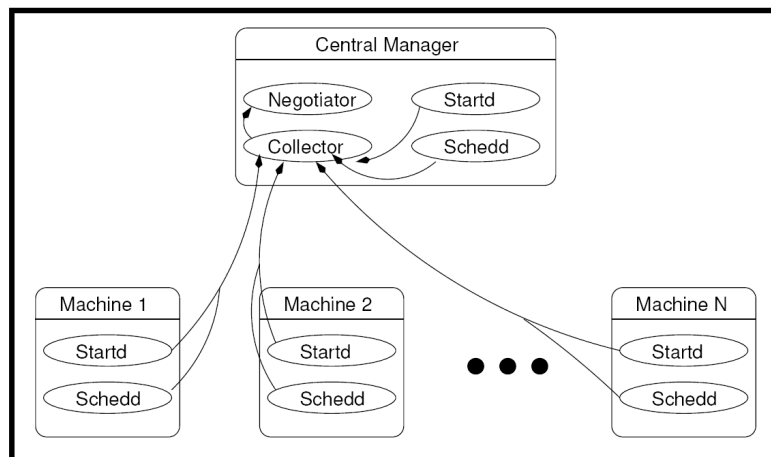 Central Manager
Negotiator
Startd
Collector
Schedd
Machine 1
Startd
Schedd
Machine 2
Startd
Schedd
Machine N
Startd
Schedd